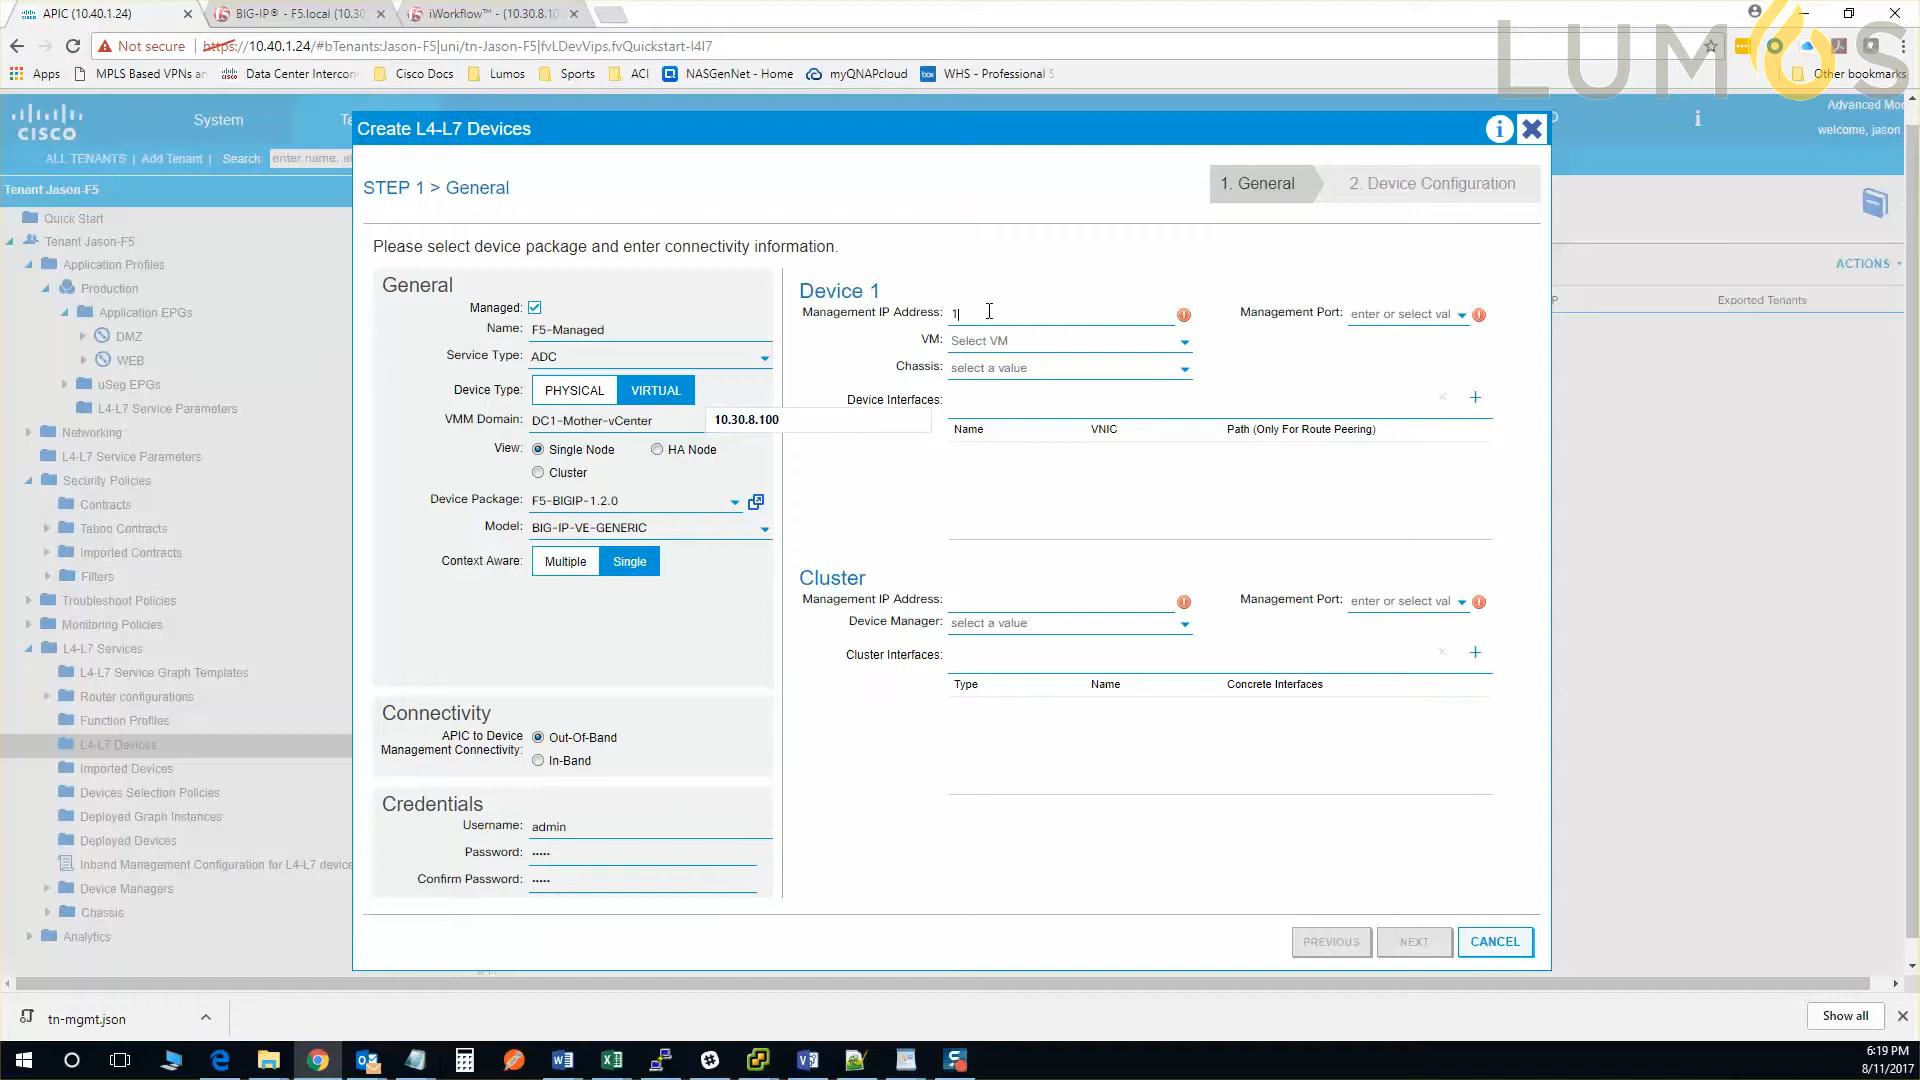 APIC (10.40.1.24)
BIG-IP® - F5.local (10.30
iWorkflow™ - (10.30.8.10
Not secure
https://10.40.1.24/#bTenants:Jason-F5|uni/tn-Jason-F5|fvLDevVips.fvQuickstart-l4l7
Apps
MPLS Based VPNs an
Data Center Intercon
Cisco Docs
Lumos
Sports
ACI
NASGenNet - Home
myQNAPcloud
WHS - Professional S
Other bookmarks
LUMOS
CISCO
System
Te
Advanced Mod
welcome, jason
ALL TENANTS | Add Tenant | Search: enter name, al
Tenant Jason-F5
Quick Start
Tenant Jason-F5
Application Profiles
Production
Application EPGs
DMZ
WEB
uSeg EPGs
L4-L7 Service Parameters
Networking
L4-L7 Service Parameters
Security Policies
Contracts
Taboo Contracts
Imported Contracts
Filters
Troubleshoot Policies
Monitoring Policies
L4-L7 Services
L4-L7 Service Graph Templates
Router configurations
Function Profiles
L4-L7 Devices
Imported Devices
Devices Selection Policies
Deployed Graph Instances
Deployed Devices
Inband Management Configuration for L4-L7 device
Device Managers
Chassis
Analytics
ACTIONS
Exported Tenants
Create L4-L7 Devices
STEP 1 > General
1. General
2. Device Configuration
Please select device package and enter connectivity information.
General
Managed:
Name: F5-Managed
Service Type: ADC
Device Type: PHYSICAL VIRTUAL
VMM Domain: DC1-Mother-vCenter
10.30.8.100
View: Single Node HA Node
Cluster
Device Package: F5-BIGIP-1.2.0
Model: BIG-IP-VE-GENERIC
Context Aware: Multiple Single
Connectivity
APIC to Device
Management Connectivity:
Out-Of-Band
In-Band
Credentials
Username: admin
Password: •••••
Confirm Password: •••••
Device 1
Management IP Address: 1
Management Port: enter or select val
VM: Select VM
Chassis: select a value
Device Interfaces:
Name VNIC Path (Only For Route Peering)
Cluster
Management IP Address:
Management Port: enter or select val
Device Manager: select a value
Cluster Interfaces:
Type Name Concrete Interfaces
PREVIOUS NEXT CANCEL
tn-mgmt.json
Show all
6:19 PM
8/11/2017